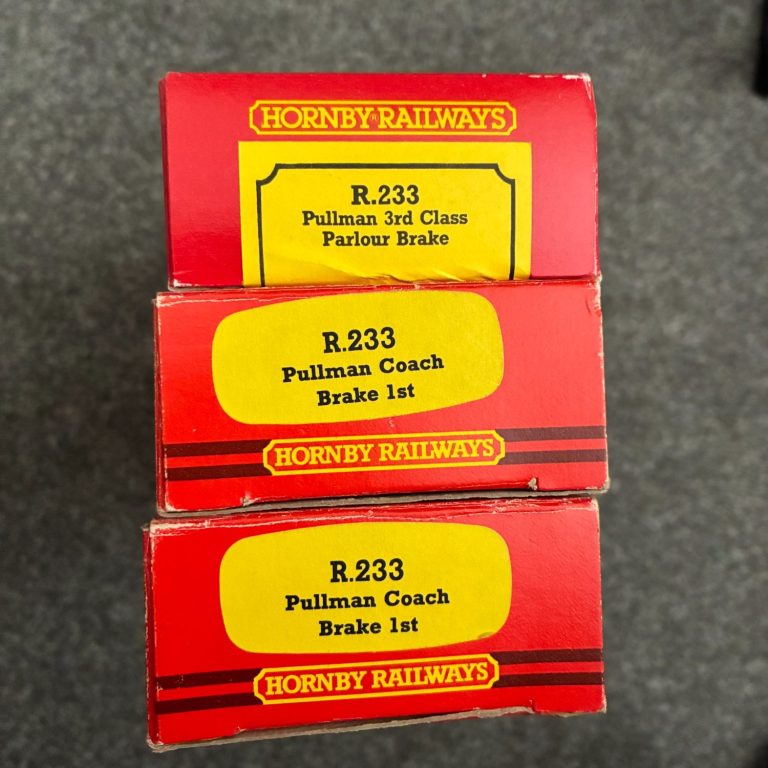 HORNBY RAILWAYS
R.233
Pullman 3rd Class
Parlour Brake
R.233
Pullman Coach
Brake 1st
HORNBY RAILWAYS
R.233
Pullman Coach
Brake 1st
HORNBY RAILWAYS